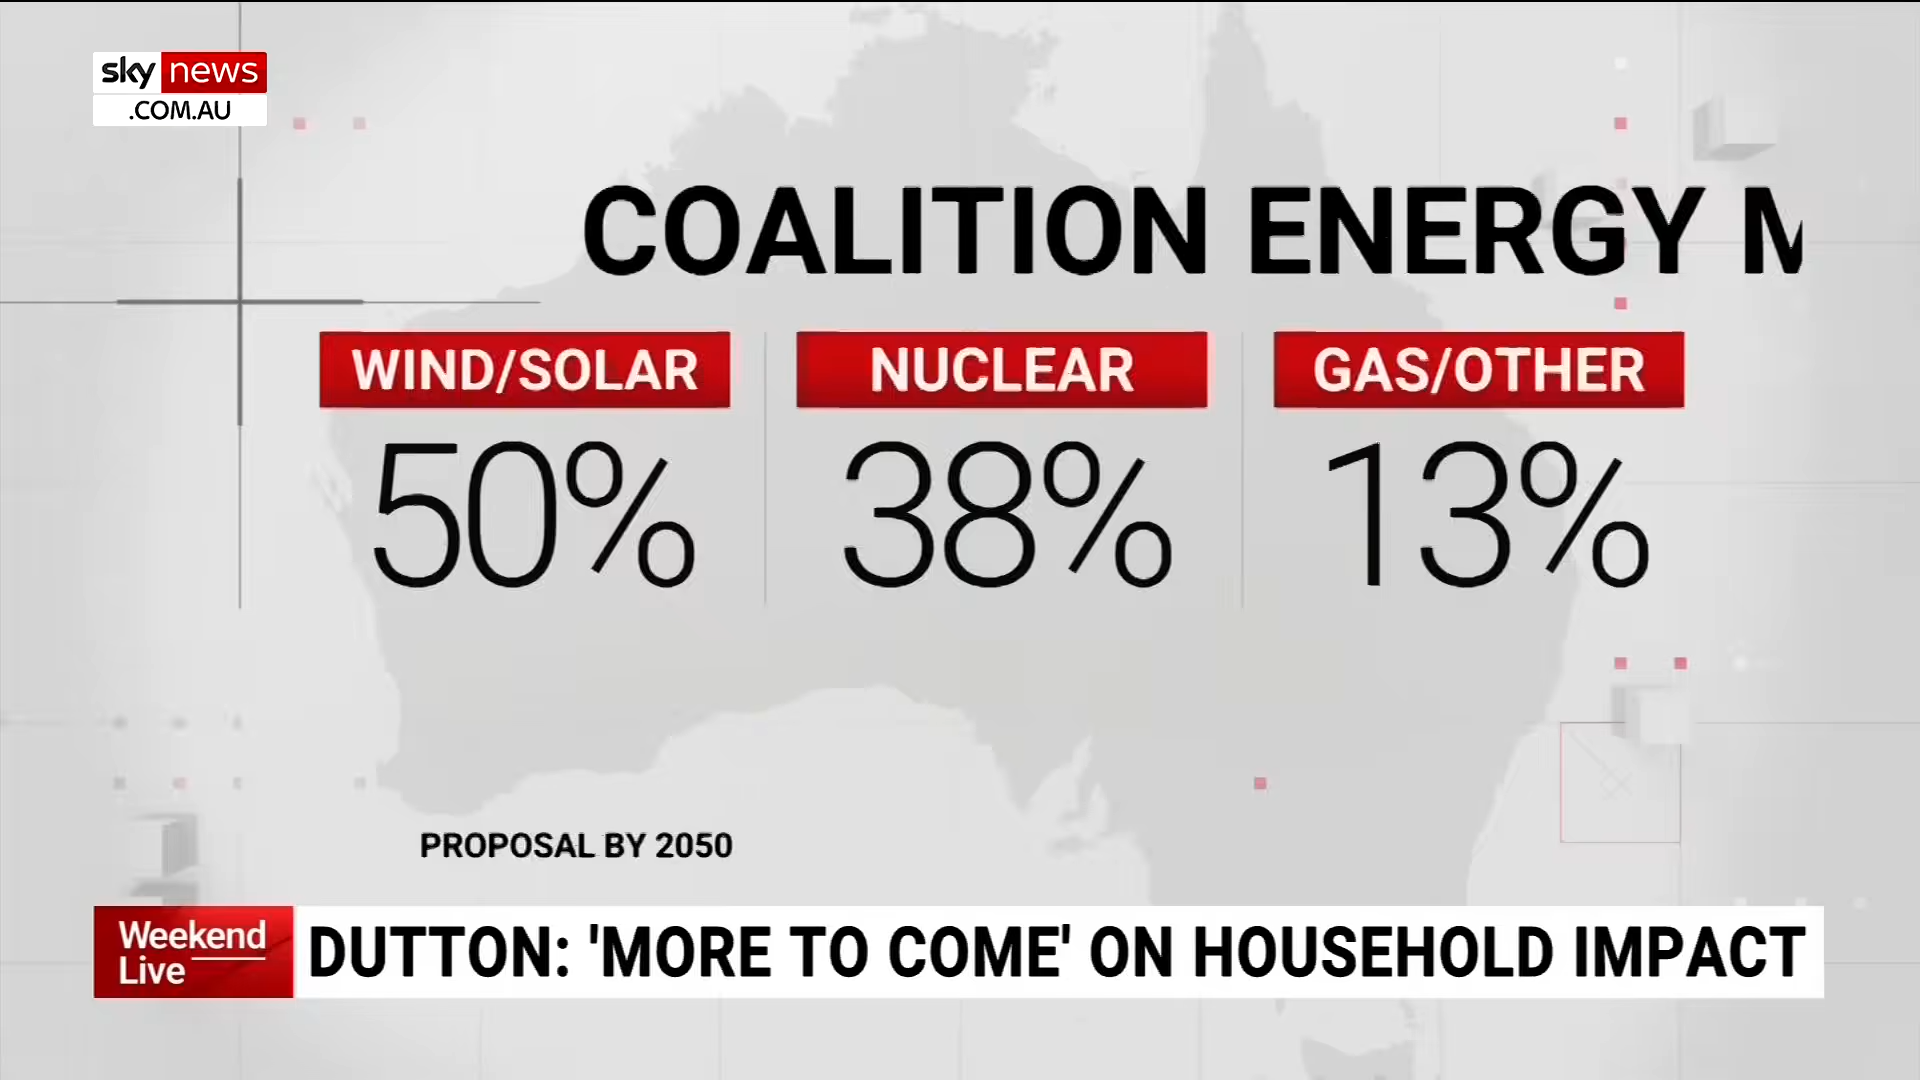 sky news
.COM.AU
COALITION ENERGY M
WIND/SOLAR
NUCLEAR
GAS/OTHER
50%
38%
13%
PROPOSAL BY 2050
Weekend
Live
DUTTON: 'MORE TO COME' ON HOUSEHOLD IMPACT